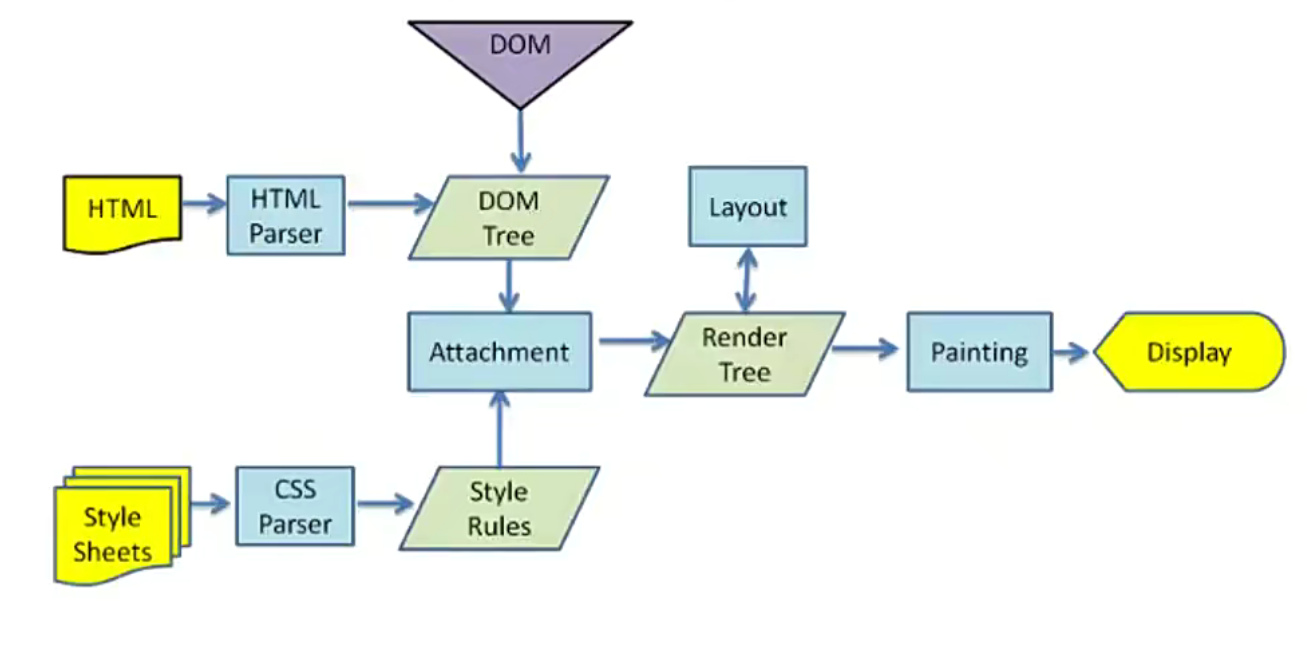 DOM
HTML
HTML
Parser
DOM
Tree
Layout
Attachment
Render
Tree
Painting
Display
Style
Sheets
CSS
Parser
Style
Rules